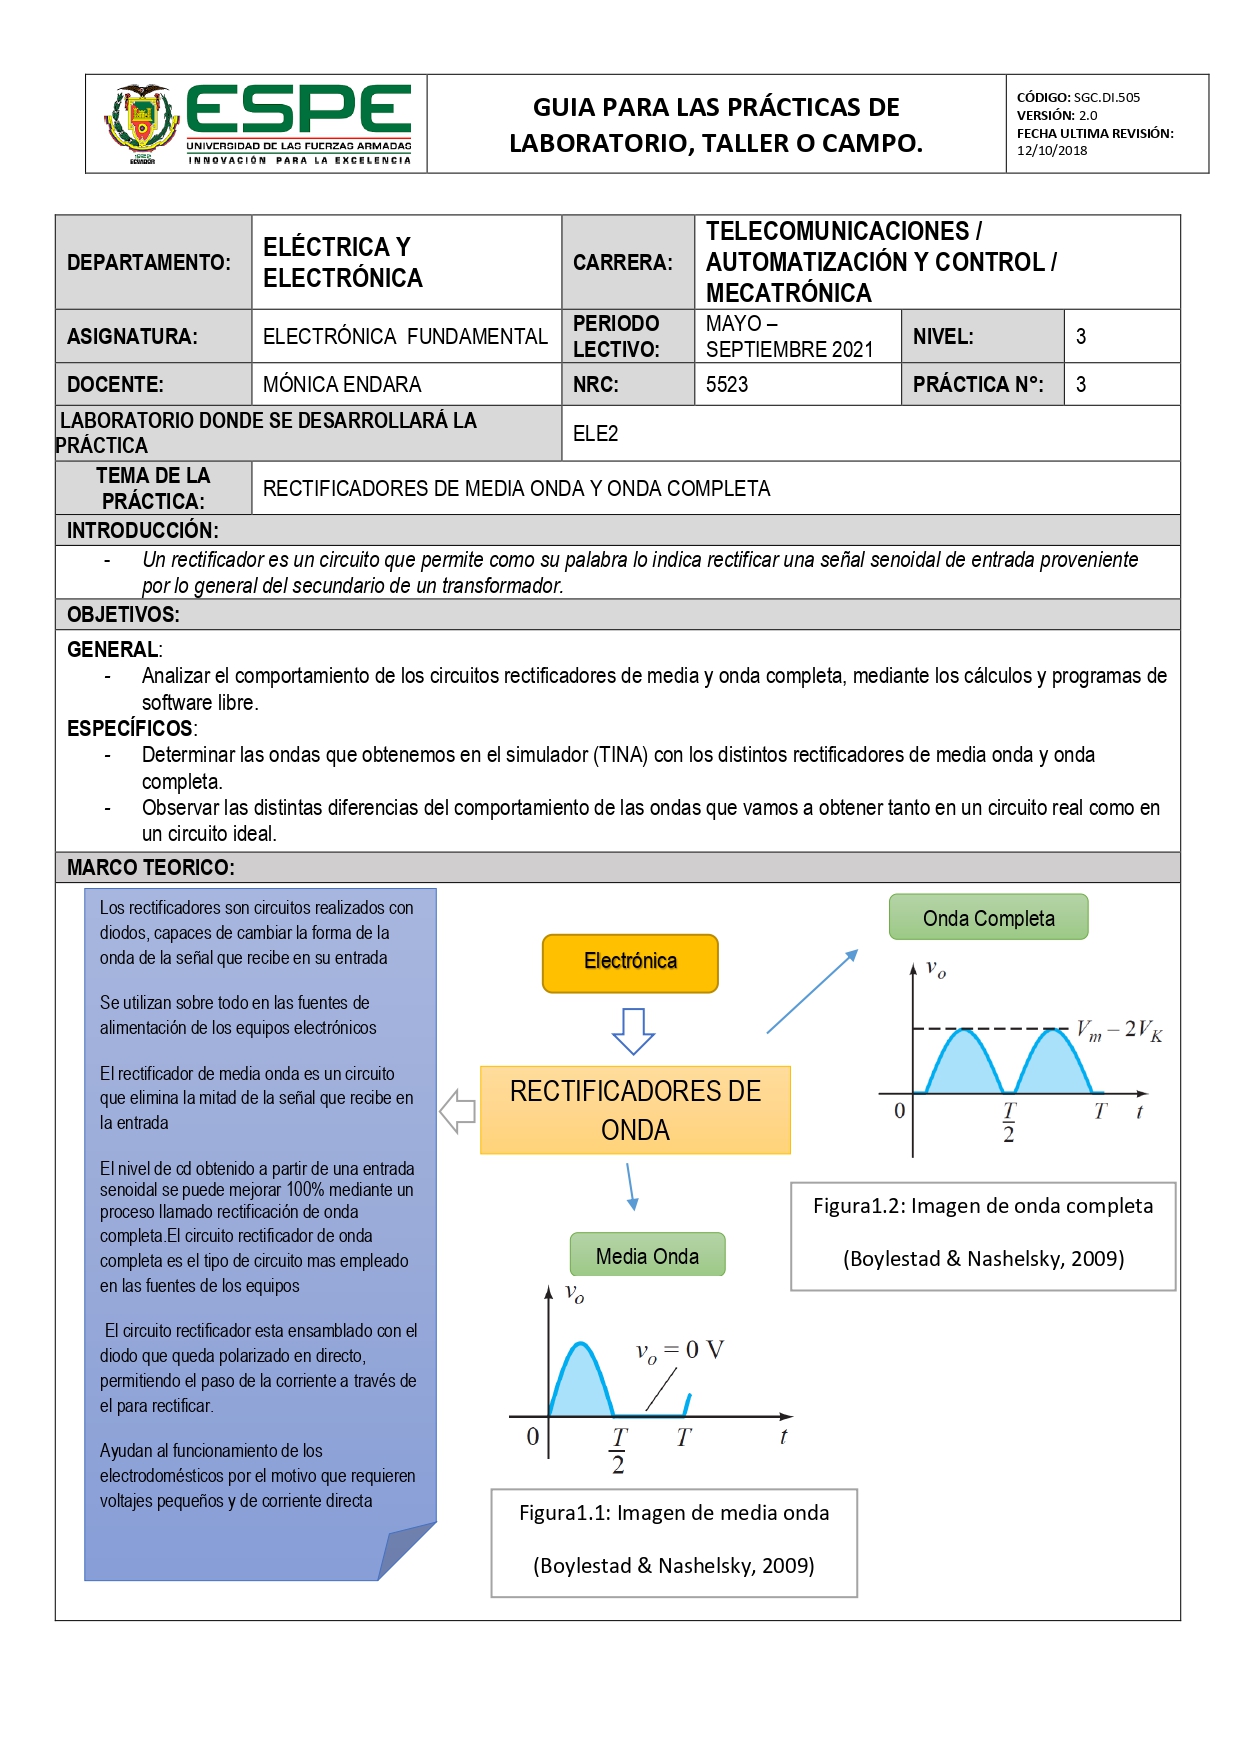 ESPE
UNIVERSIDAD DE LAS FUERZAS ARMADAS
INNOVACIÓN PARA LA EXCELENCIA
ECUADOR
GUIA PARA LAS PRÁCTICAS DE
LABORATORIO, TALLER O CAMPO.
CÓDIGO: SGC.DI.505
VERSIÓN: 2.0
FECHA ULTIMA REVISIÓN:
12/10/2018
DEPARTAMENTO:
ELÉCTRICA Y
ELECTRÓNICA
CARRERA:
TELECOMUNICACIONES /
AUTOMATIZACIÓN Y CONTROL /
MECATRÓNICA
ASIGNATURA:
ELECTRÓNICA FUNDAMENTAL
PERIODO
LECTIVO:
MAYO –
SEPTIEMBRE 2021
NIVEL:
3
DOCENTE:
MÓNICA ENDARA
NRC:
5523
PRÁCTICA N°:
3
LABORATORIO DONDE SE DESARROLLARÁ LA
PRÁCTICA
ELE2
TEMA DE LA
PRÁCTICA:
RECTIFICADORES DE MEDIA ONDA Y ONDA COMPLETA
INTRODUCCIÓN:
- Un rectificador es un circuito que permite como su palabra lo indica rectificar una señal senoidal de entrada proveniente
por lo general del secundario de un transformador.
OBJETIVOS:
GENERAL:
- Analizar el comportamiento de los circuitos rectificadores de media y onda completa, mediante los cálculos y programas de
software libre.
ESPECÍFICOS:
- Determinar las ondas que obtenemos en el simulador (TINA) con los distintos rectificadores de media onda y onda
completa.
- Observar las distintas diferencias del comportamiento de las ondas que vamos a obtener tanto en un circuito real como en
un circuito ideal.
MARCO TEORICO:
Los rectificadores son circuitos realizados con
diodos, capaces de cambiar la forma de la
onda de la señal que recibe en su entrada
Se utilizan sobre todo en las fuentes de
alimentación de los equipos electrónicos
El rectificador de media onda es un circuito
que elimina la mitad de la señal que recibe en
la entrada
El nivel de cd obtenido a partir de una entrada
senoidal se puede mejorar 100% mediante un
proceso llamado rectificación de onda
completa.El circuito rectificador de onda
completa es el tipo de circuito mas empleado
en las fuentes de los equipos
El circuito rectificador esta ensamblado con el
diodo que queda polarizado en directo,
permitiendo el paso de la corriente a través de
el para rectificar.
Ayudan al funcionamiento de los
electrodomésticos por el motivo que requieren
voltajes pequeños y de corriente directa
Electrónica
RECTIFICADORES DE
ONDA
Onda Completa
vo
Vm – 2VK
0
T/2
T
t
Figura1.2: Imagen de onda completa
(Boylestad & Nashelsky, 2009)
Media Onda
vo
vo = 0 V
0
T/2
T
t
Figura1.1: Imagen de media onda
(Boylestad & Nashelsky, 2009)